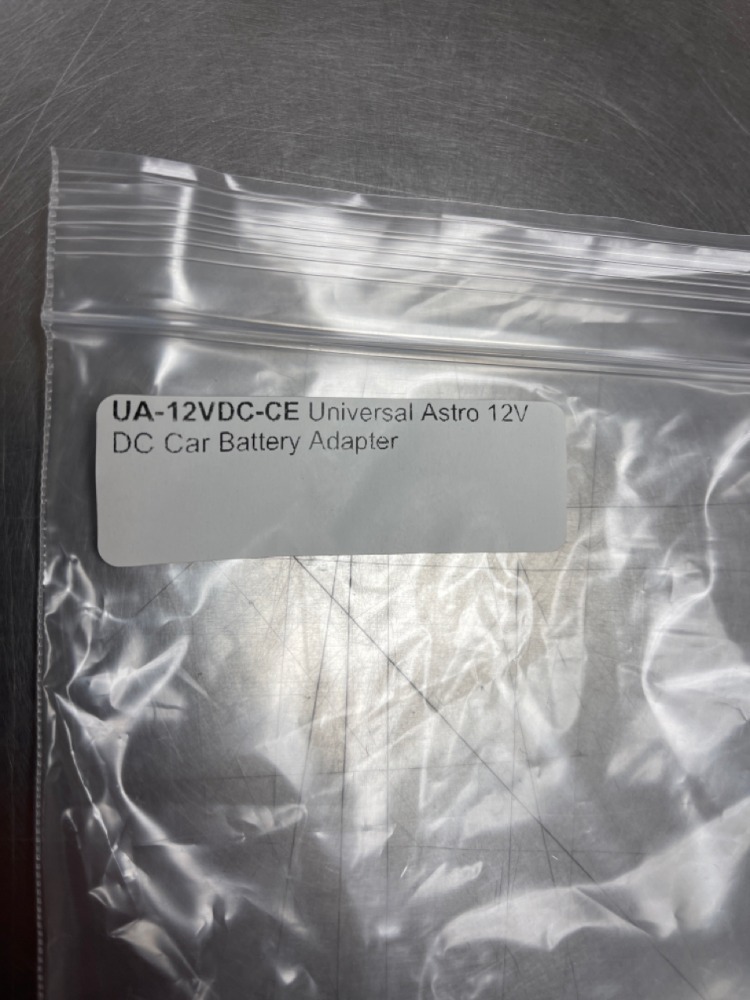 UA-12VDC-CE Universal Astro 12V
DC Car Battery Adapter